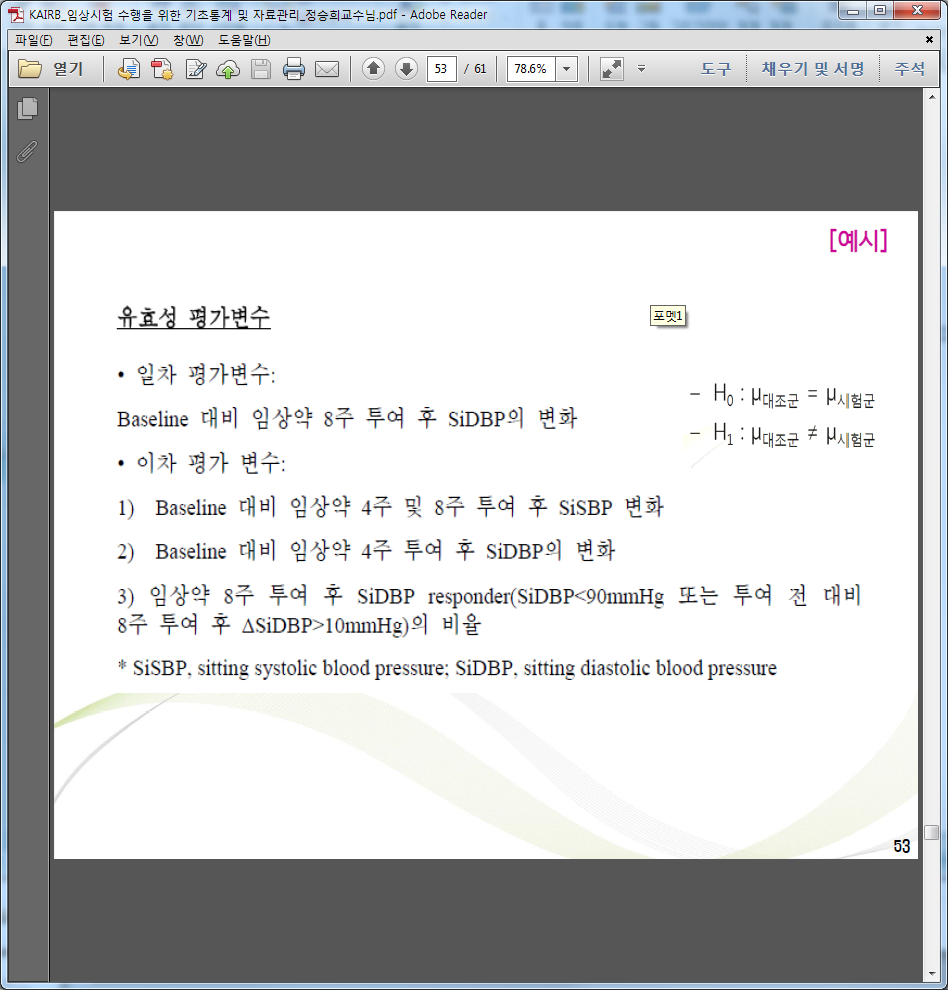 KAIRB_임상시험 수행을 위한 기초통계 및 자료관리_정승희교수님.pdf - Adobe Reader
파일(F) 편집(E) 보기(V) 창(W) 도움말(H)
열기 53 / 61 78.6% 도구 채우기 및 서명 주석
[예시]
유효성 평가변수
포멧1
• 일차 평가변수:
Baseline 대비 임상약 8주 투여 후 SiDBP의 변화
– H0 : μ대조군 = μ시험군
– H1 : μ대조군 ≠ μ시험군
• 이차 평가 변수:
1) Baseline 대비 임상약 4주 및 8주 투여 후 SiSBP 변화
2) Baseline 대비 임상약 4주 투여 후 SiDBP의 변화
3) 임상약 8주 투여 후 SiDBP responder(SiDBP<90mmHg 또는 투여 전 대비
8주 투여 후 ΔSiDBP>10mmHg)의 비율
* SiSBP, sitting systolic blood pressure; SiDBP, sitting diastolic blood pressure
53